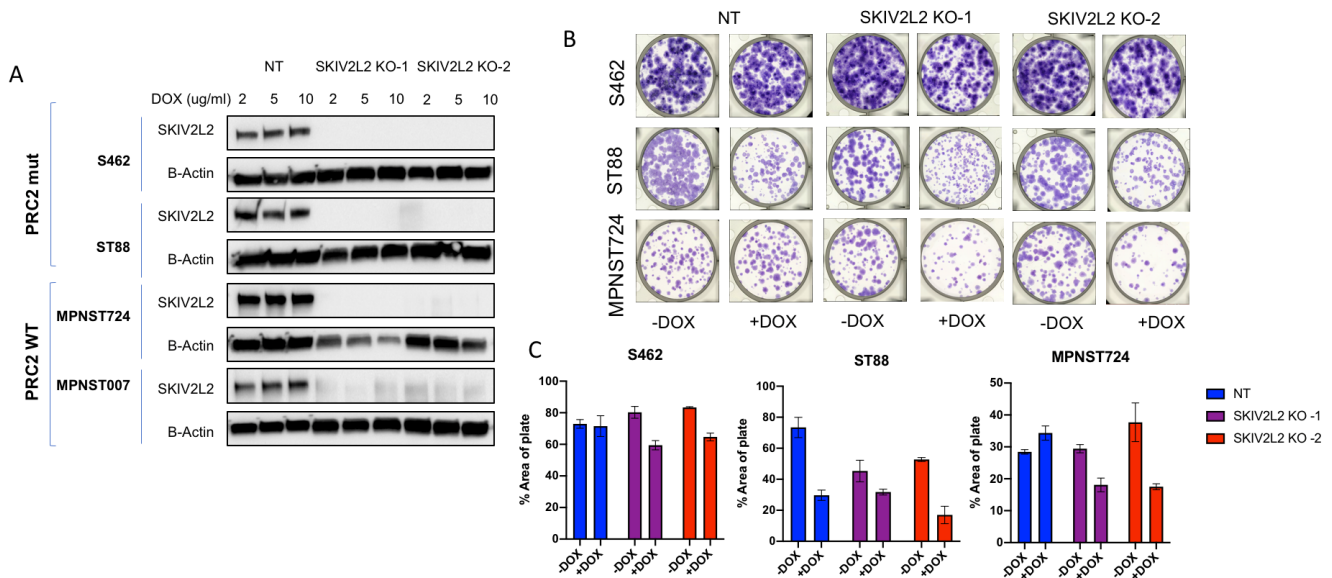 A
NT SKIV2L2 KO-1 SKIV2L2 KO-2
DOX (ug/ml) 2 5 10 2 5 10 2 5 10
PRC2 mut
S462
SKIV2L2
B-Actin
ST88
SKIV2L2
B-Actin
PRC2 WT
MPNST724
SKIV2L2
B-Actin
MPNST007
SKIV2L2
B-Actin
B
NT SKIV2L2 KO-1 SKIV2L2 KO-2
S462
ST88
MPNST724
-DOX +DOX -DOX +DOX -DOX +DOX
C
S462
% Area of plate
100
80
60
40
20
0
-DOX +DOX -DOX +DOX -DOX +DOX
ST88
% Area of plate
100
80
60
40
20
0
-DOX +DOX -DOX +DOX -DOX +DOX
MPNST724
% Area of plate
50
40
30
20
10
0
-DOX +DOX -DOX +DOX -DOX +DOX
NT
SKIV2L2 KO -1
SKIV2L2 KO -2